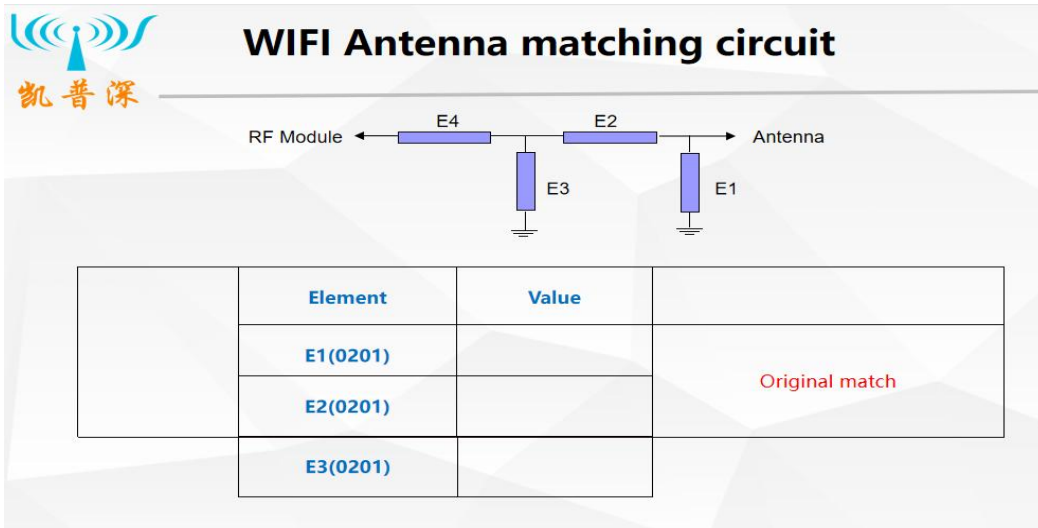 WIFI Antenna matching circuit
凯普深
E4
E2
RF Module
Antenna
E3
E1
Element
Value
E1(0201)
Original match
E2(0201)
E3(0201)